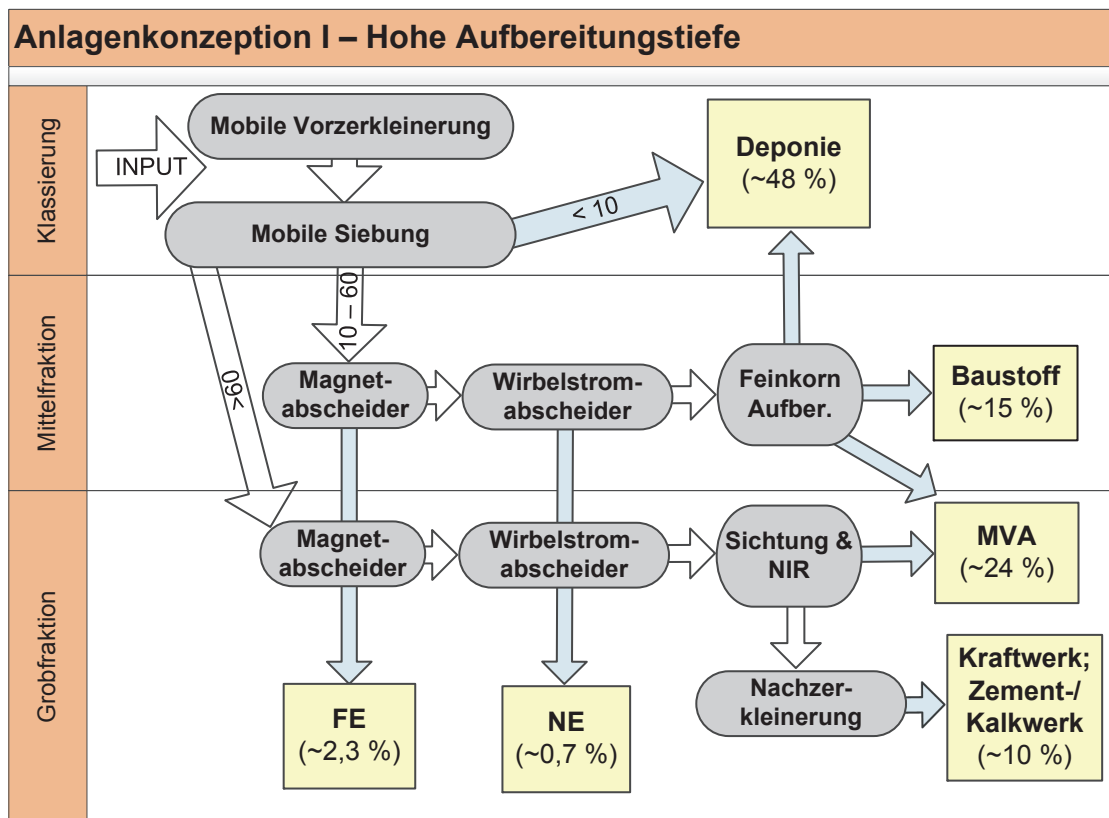 Anlagenkonzeption I – Hohe Aufbereitungstiefe
Klassierung
Mobile Vorzerkleinerung
INPUT
Mobile Siebung
< 10
Deponie
(~48 %)
Mittelfraktion
10 – 60
>60
Magnet-
abscheider
Wirbelstrom-
abscheider
Feinkorn
Aufber.
Baustoff
(~15 %)
Grobfraktion
Magnet-
abscheider
Wirbelstrom-
abscheider
Sichtung &
NIR
MVA
(~24 %)
Nachzer-
kleinerung
Kraftwerk;
Zement-/
Kalkwerk
(~10 %)
FE
(~2,3 %)
NE
(~0,7 %)